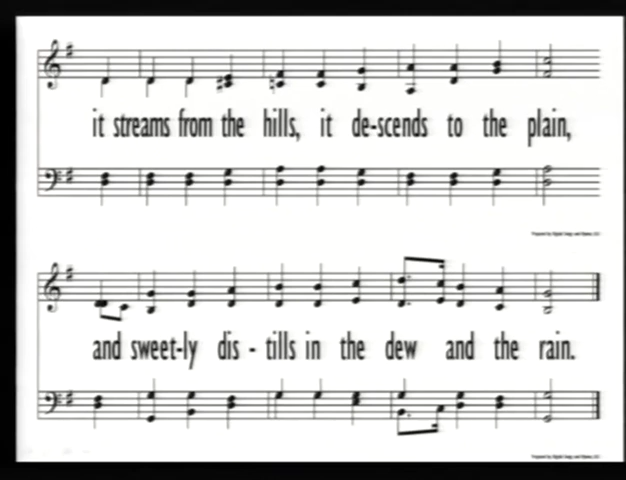 it streams from the hills, it de-scends to the plain,
and sweet-ly dis - tills in the dew and the rain.